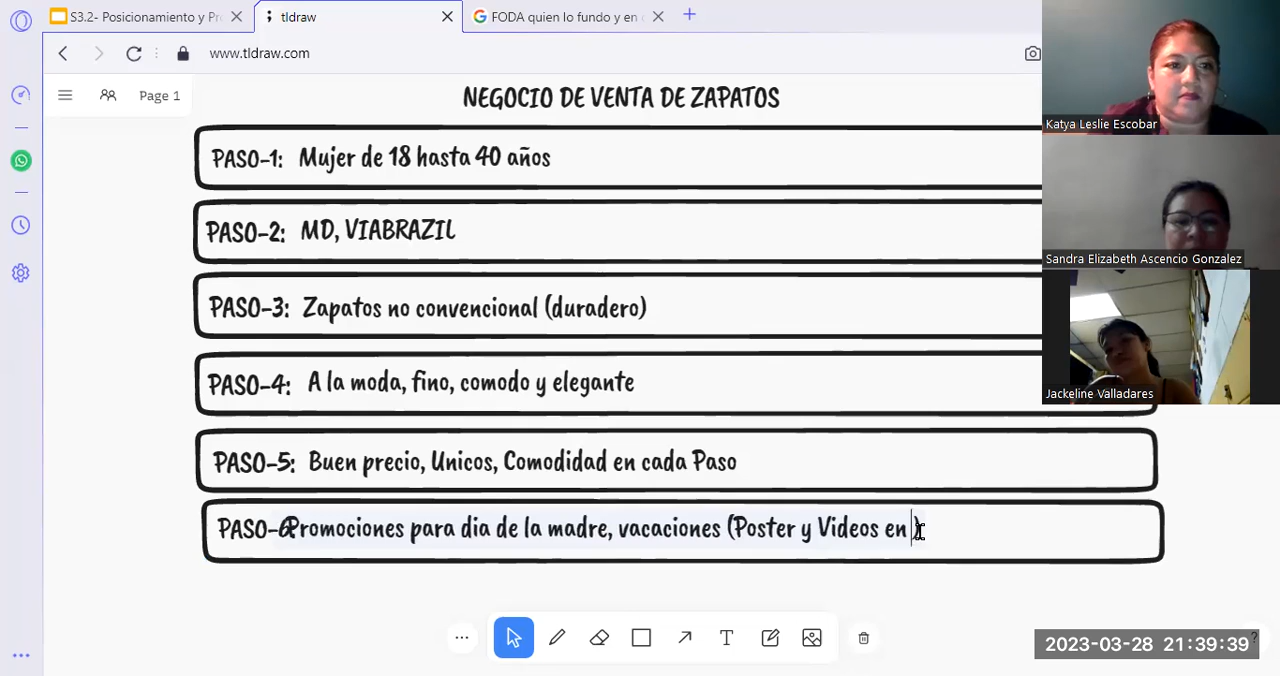 S3.2- Posicionamiento y Pr
tldraw
FODA quien lo fundo y en
www.tldraw.com
Page 1
NEGOCIO DE VENTA DE ZAPATOS
PASO-1: Mujer de 18 hasta 40 años
PASO-2: MD, VIABRAZIL
PASO-3: Zapatos no convencional (duradero)
PASO-4: A la moda, fino, comodo y elegante
PASO-5: Buen precio, Unicos, Comodidad en cada Paso
PASO-6 Promociones para dia de la madre, vacaciones (Poster y Videos en )
Katya Leslie Escobar
Sandra Elizabeth Ascencio Gonzalez
Jackeline Valladares
2023-03-28 21:39:39
?